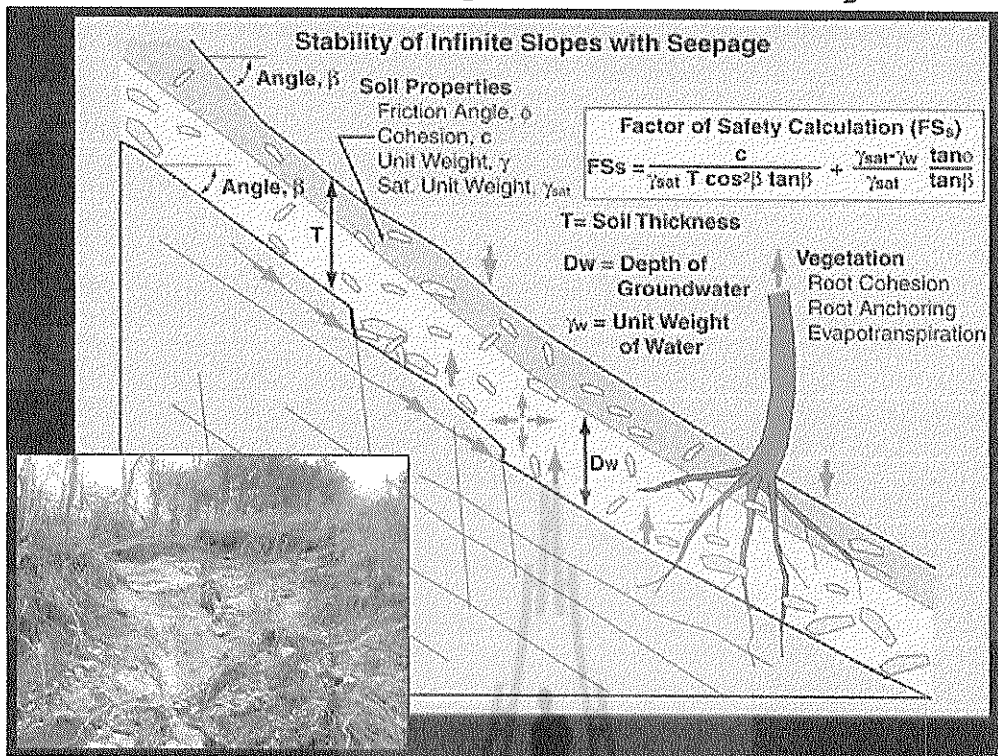 Stability of Infinite Slopes with Seepage
Angle, β
Soil Properties
Friction Angle, ο
Cohesion, c
Unit Weight, γ
Sat. Unit Weight, γsat
Factor of Safety Calculation (FSs)
FSs = c / γsat T cos²β tanβ + γsat-γw / γsat tanο / tanβ
Angle, β
T
T= Soil Thickness
Dw = Depth of
Groundwater
γw = Unit Weight
of Water
Vegetation
Root Cohesion
Root Anchoring
Evapotranspiration
Dw